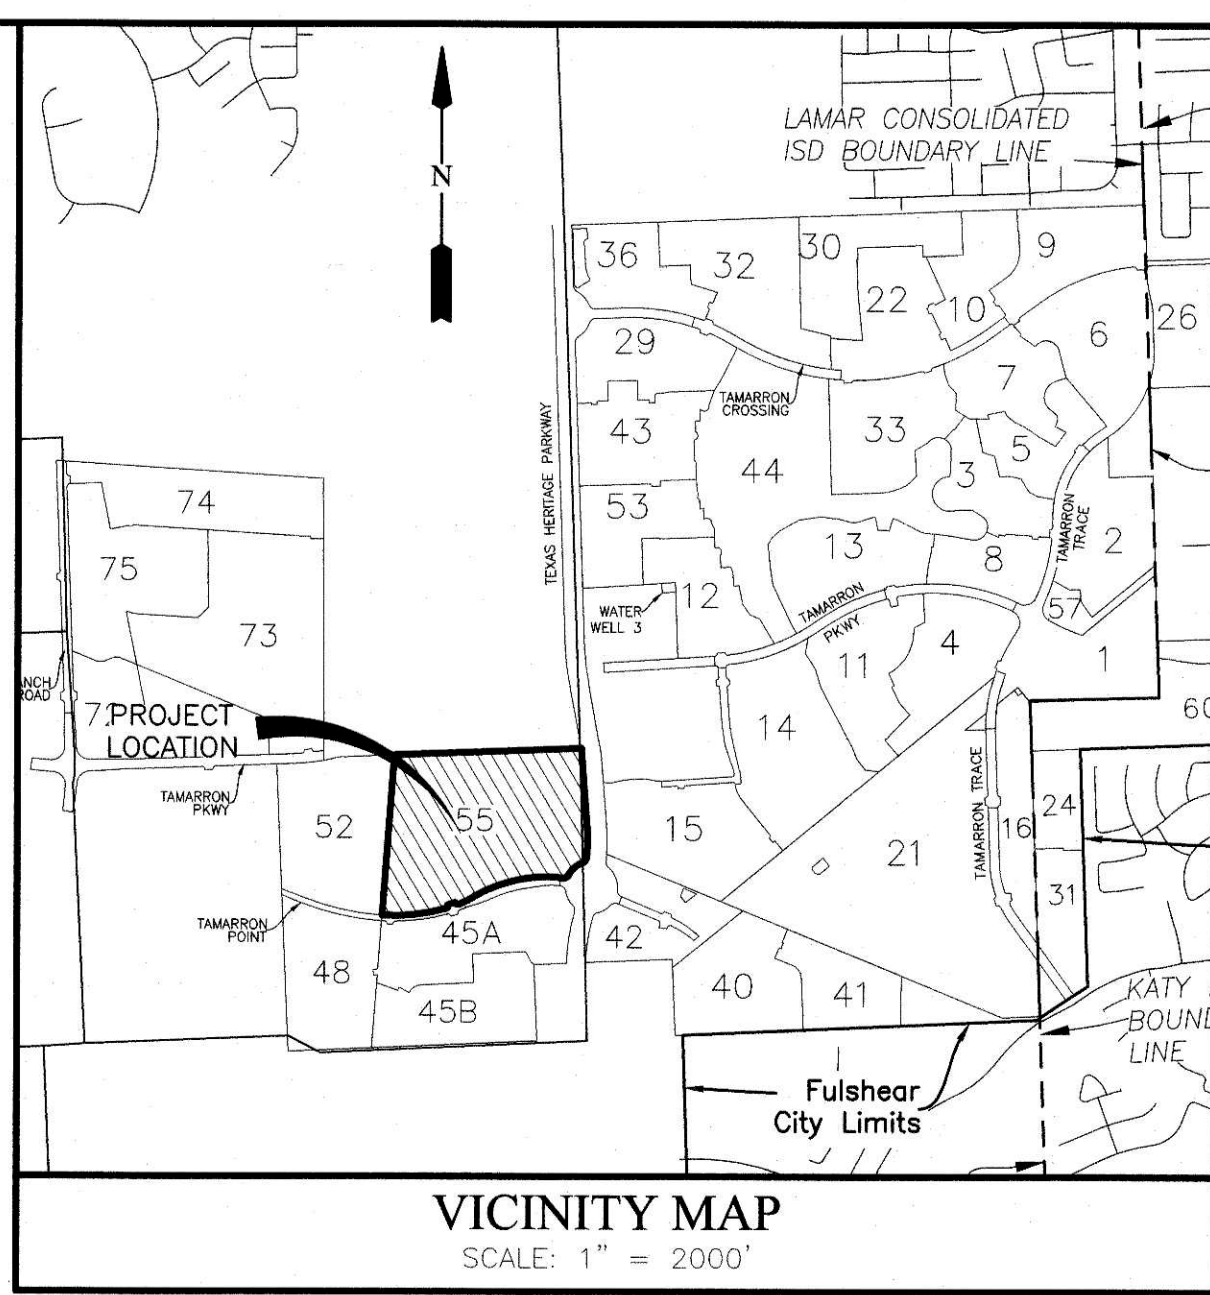 LAMAR CONSOLIDATED
ISD BOUNDARY LINE
N
36
32
30
9
22
10
6
26
29
7
TAMARRON
CROSSING
43
33
5
44
3
TEXAS HERITAGE PARKWAY
74
53
13
TAMARRON
TRACE
2
75
8
WATER
WELL 3
12
TAMARRON
PKWY
57
73
11
4
1
ROAD
PROJECT
LOCATION
14
60
TAMARRON
PKWY
52
55
15
21
TAMARRON TRACE
16
24
31
TAMARRON
POINT
45A
42
48
40
41
45B
KATY
BOUND
LINE
Fulshear
City Limits
VICINITY MAP
SCALE: 1" = 2000'